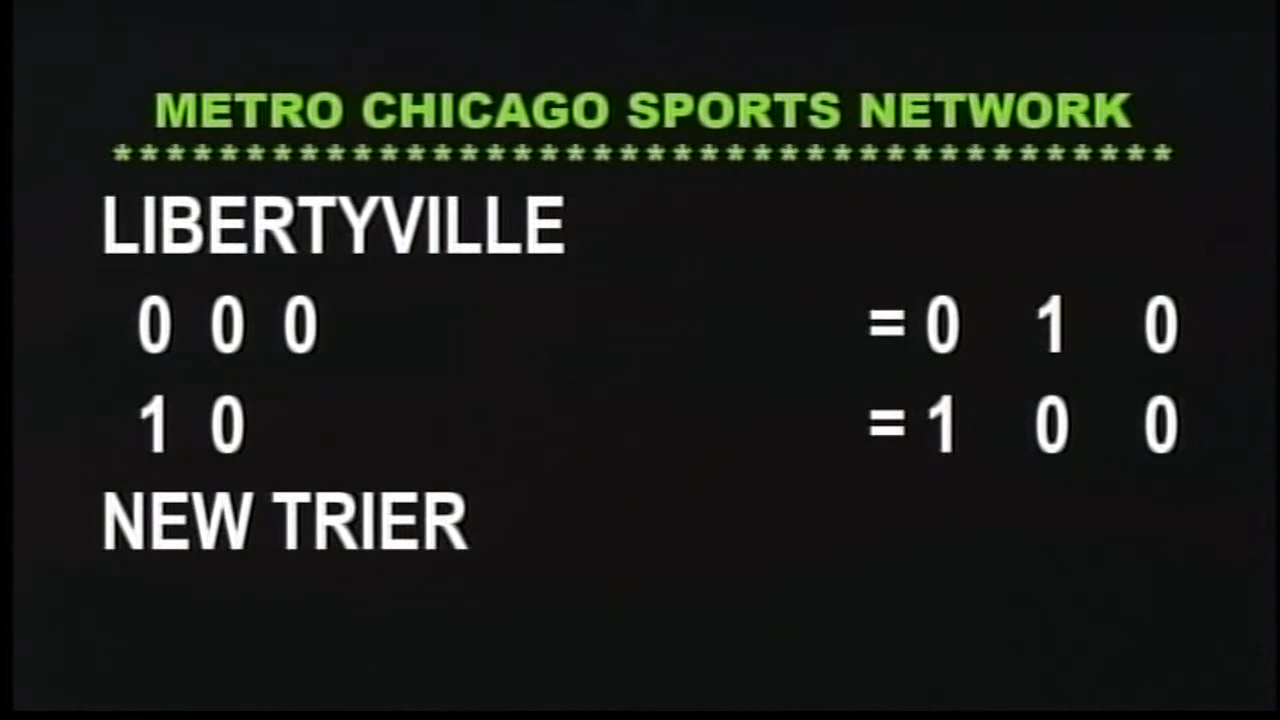 METRO CHICAGO SPORTS NETWORK
****************************************
LIBERTYVILLE
0 0 0 = 0 1 0
1 0 = 1 0 0
NEW TRIER